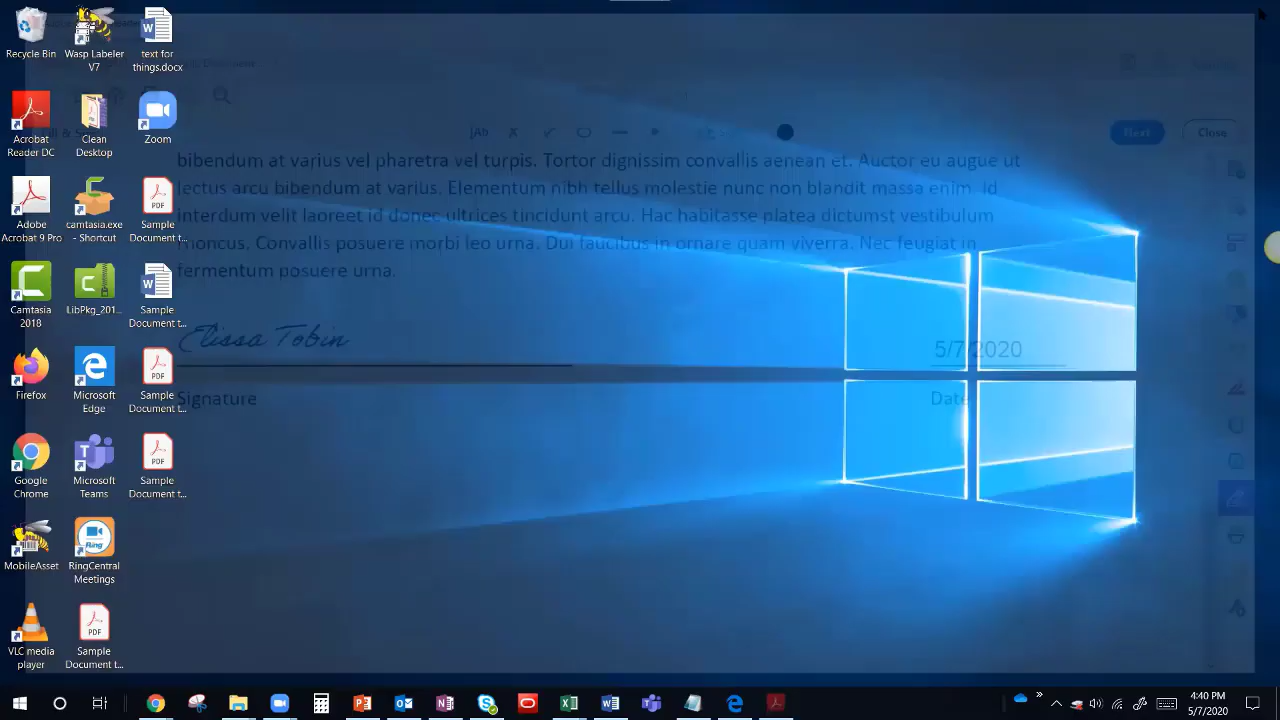 Recycle Bin
Wasp Labeler
V7
text for
things.docx
Acrobat
Reader DC
Clean
Desktop
Zoom
Adobe
Acrobat 9 Pro
camtasia.exe
- Shortcut
Sample
Document t...
Camtasia
2018
LibPkg_201...
Sample
Document t...
Firefox
Microsoft
Edge
Sample
Document t...
Google
Chrome
Microsoft
Teams
Sample
Document t...
MobileAsset
Ring
RingCentral
Meetings
VLC media
player
PDF
Sample
Document t...
Ab
Next
Close
bibendum at varius vel pharetra vel turpis. Tortor dignissim convallis aenean et. Auctor eu augue ut
lectus arcu bibendum at varius. Elementum nibh tellus molestie nunc non blandit massa enim. Id
interdum velit laoreet id donec ultrices tincidunt arcu. Hac habitasse platea dictumst vestibulum
rhoncus. Convallis posuere morbi leo urna. Dui faucibus in ornare quam viverra. Nec feugiat in
fermentum posuere urna.
Elissa Tobin
5/7/2020
Signature
Date
4:40 PM
5/7/2020